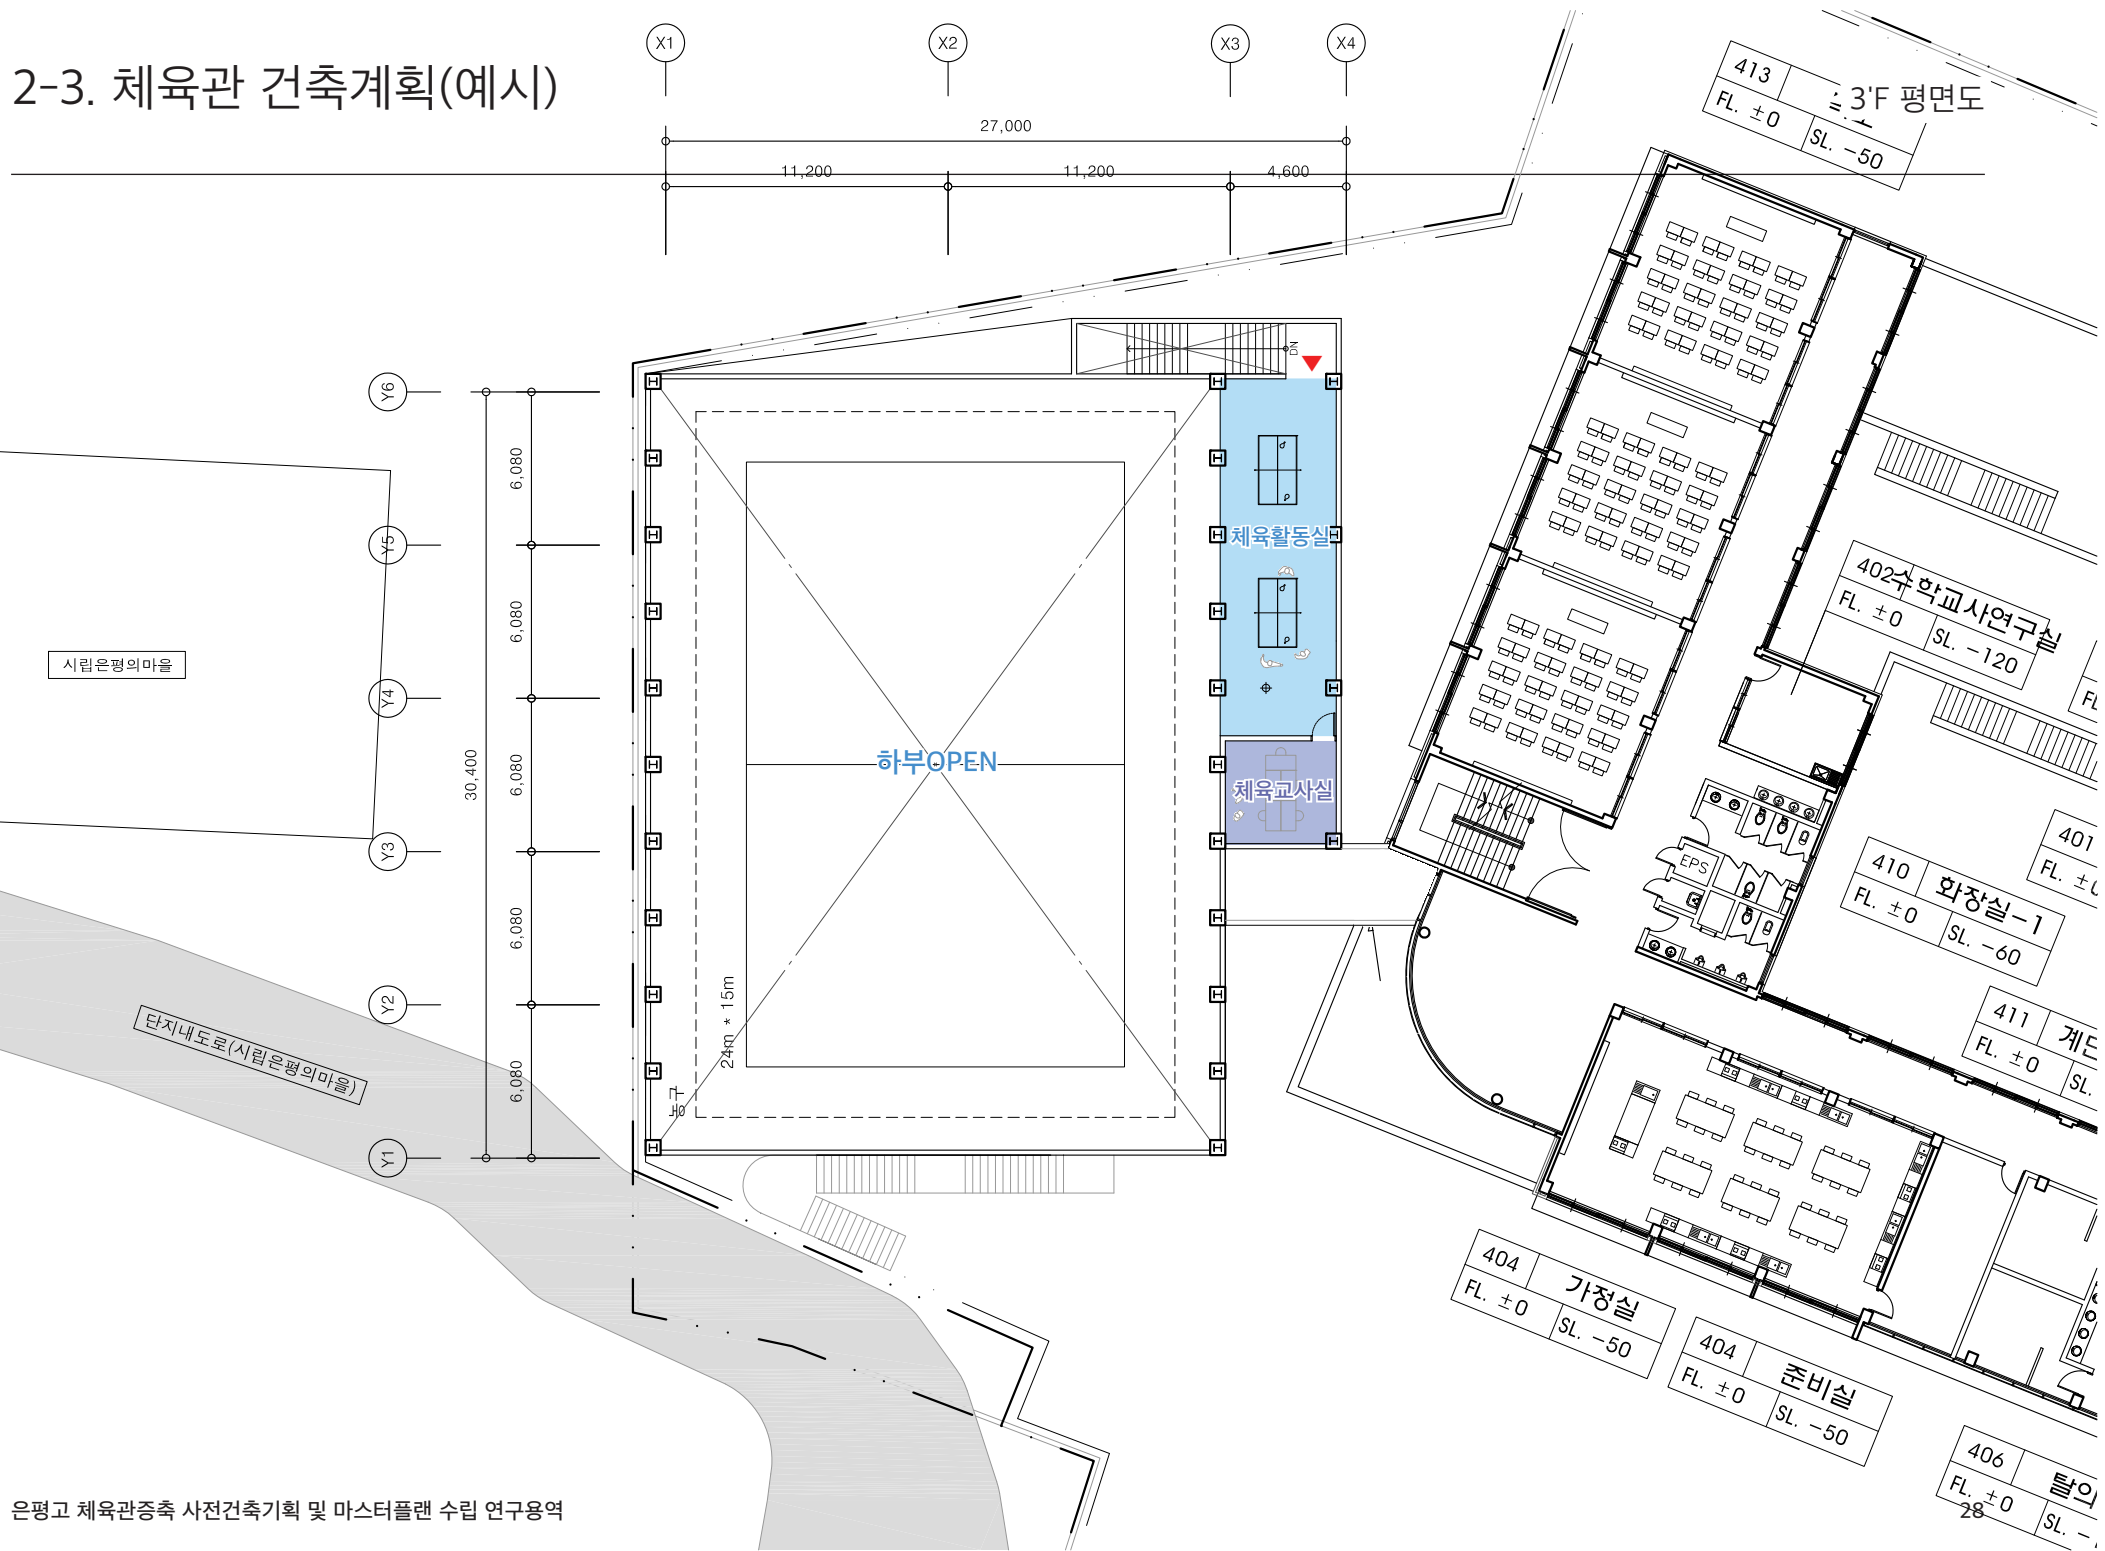 2-3. 체육관 건축계획(예시)
3'F 평면도
X1
X2
X3
X4
27,000
11,200
11,200
4,600
413
FL. ±0
SL. -50
DN
Y6
Y5
Y4
Y3
Y2
Y1
6,080
6,080
6,080
6,080
6,080
30,400
체육활동실
체육교사실
하부OPEN
24m * 15m
농구
시립은평의마을
단지내도로(시립은평의마을)
402
수학교사연구실
FL. ±0
SL. -120
EPS
401
410
화장실-1
FL. ±0
SL. -60
411
FL. ±0
SL.
404
가정실
FL. ±0
SL. -50
404
준비실
FL. ±0
SL. -50
406
FL. ±0
SL. -
은평고 체육관증축 사전건축기획 및 마스터플랜 수립 연구용역
28